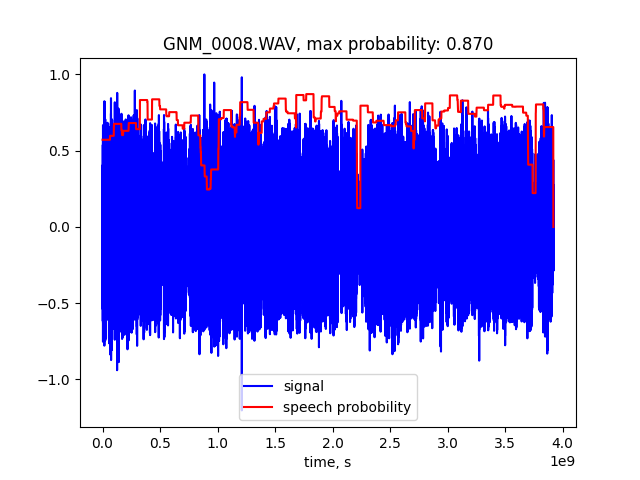 GNM_0008.WAV, max probability: 0.870
1.0
0.5
0.0
−0.5
−1.0
signal
speech probobility
0.0 0.5 1.0 1.5 2.0 2.5 3.0 3.5 4.0
1e9
time, s